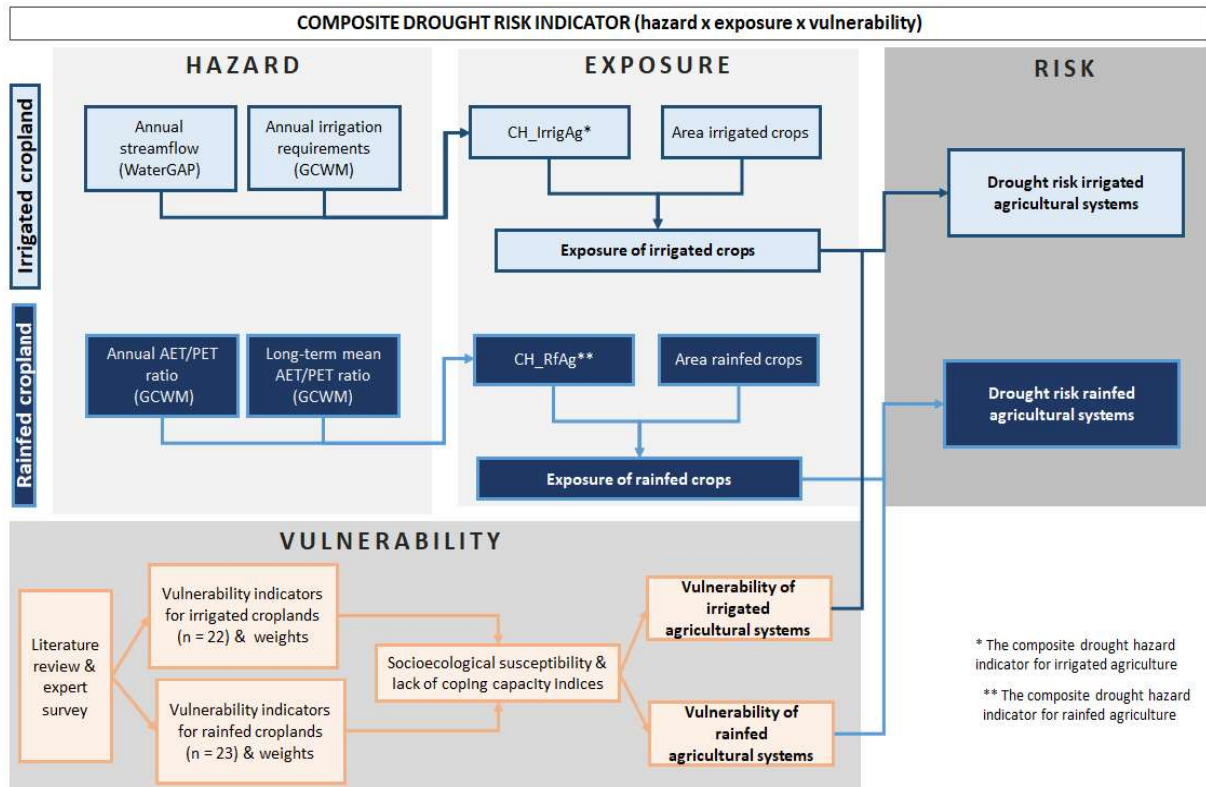 COMPOSITE DROUGHT RISK INDICATOR (hazard x exposure x vulnerability)
HAZARD
EXPOSURE
RISK
Irrigated cropland
Annual
streamflow
(WaterGAP)
Annual irrigation
requirements
(GCWM)
CH_IrrigAg*
Area irrigated crops
Exposure of irrigated crops
Drought risk irrigated
agricultural systems
Rainfed cropland
Annual AET/PET
ratio
(GCWM)
Long-term mean
AET/PET ratio
(GCWM)
CH_RfAg**
Area rainfed crops
Exposure of rainfed crops
Drought risk rainfed
agricultural systems
VULNERABILITY
Literature
review &
expert
survey
Vulnerability indicators
for irrigated croplands
(n = 22) & weights
Vulnerability indicators
for rainfed croplands
(n = 23) & weights
Socioecological susceptibility &
lack of coping capacity indices
Vulnerability of
irrigated
agricultural systems
Vulnerability of
rainfed
agricultural systems
* The composite drought hazard
indicator for irrigated agriculture
** The composite drought hazard
indicator for rainfed agriculture